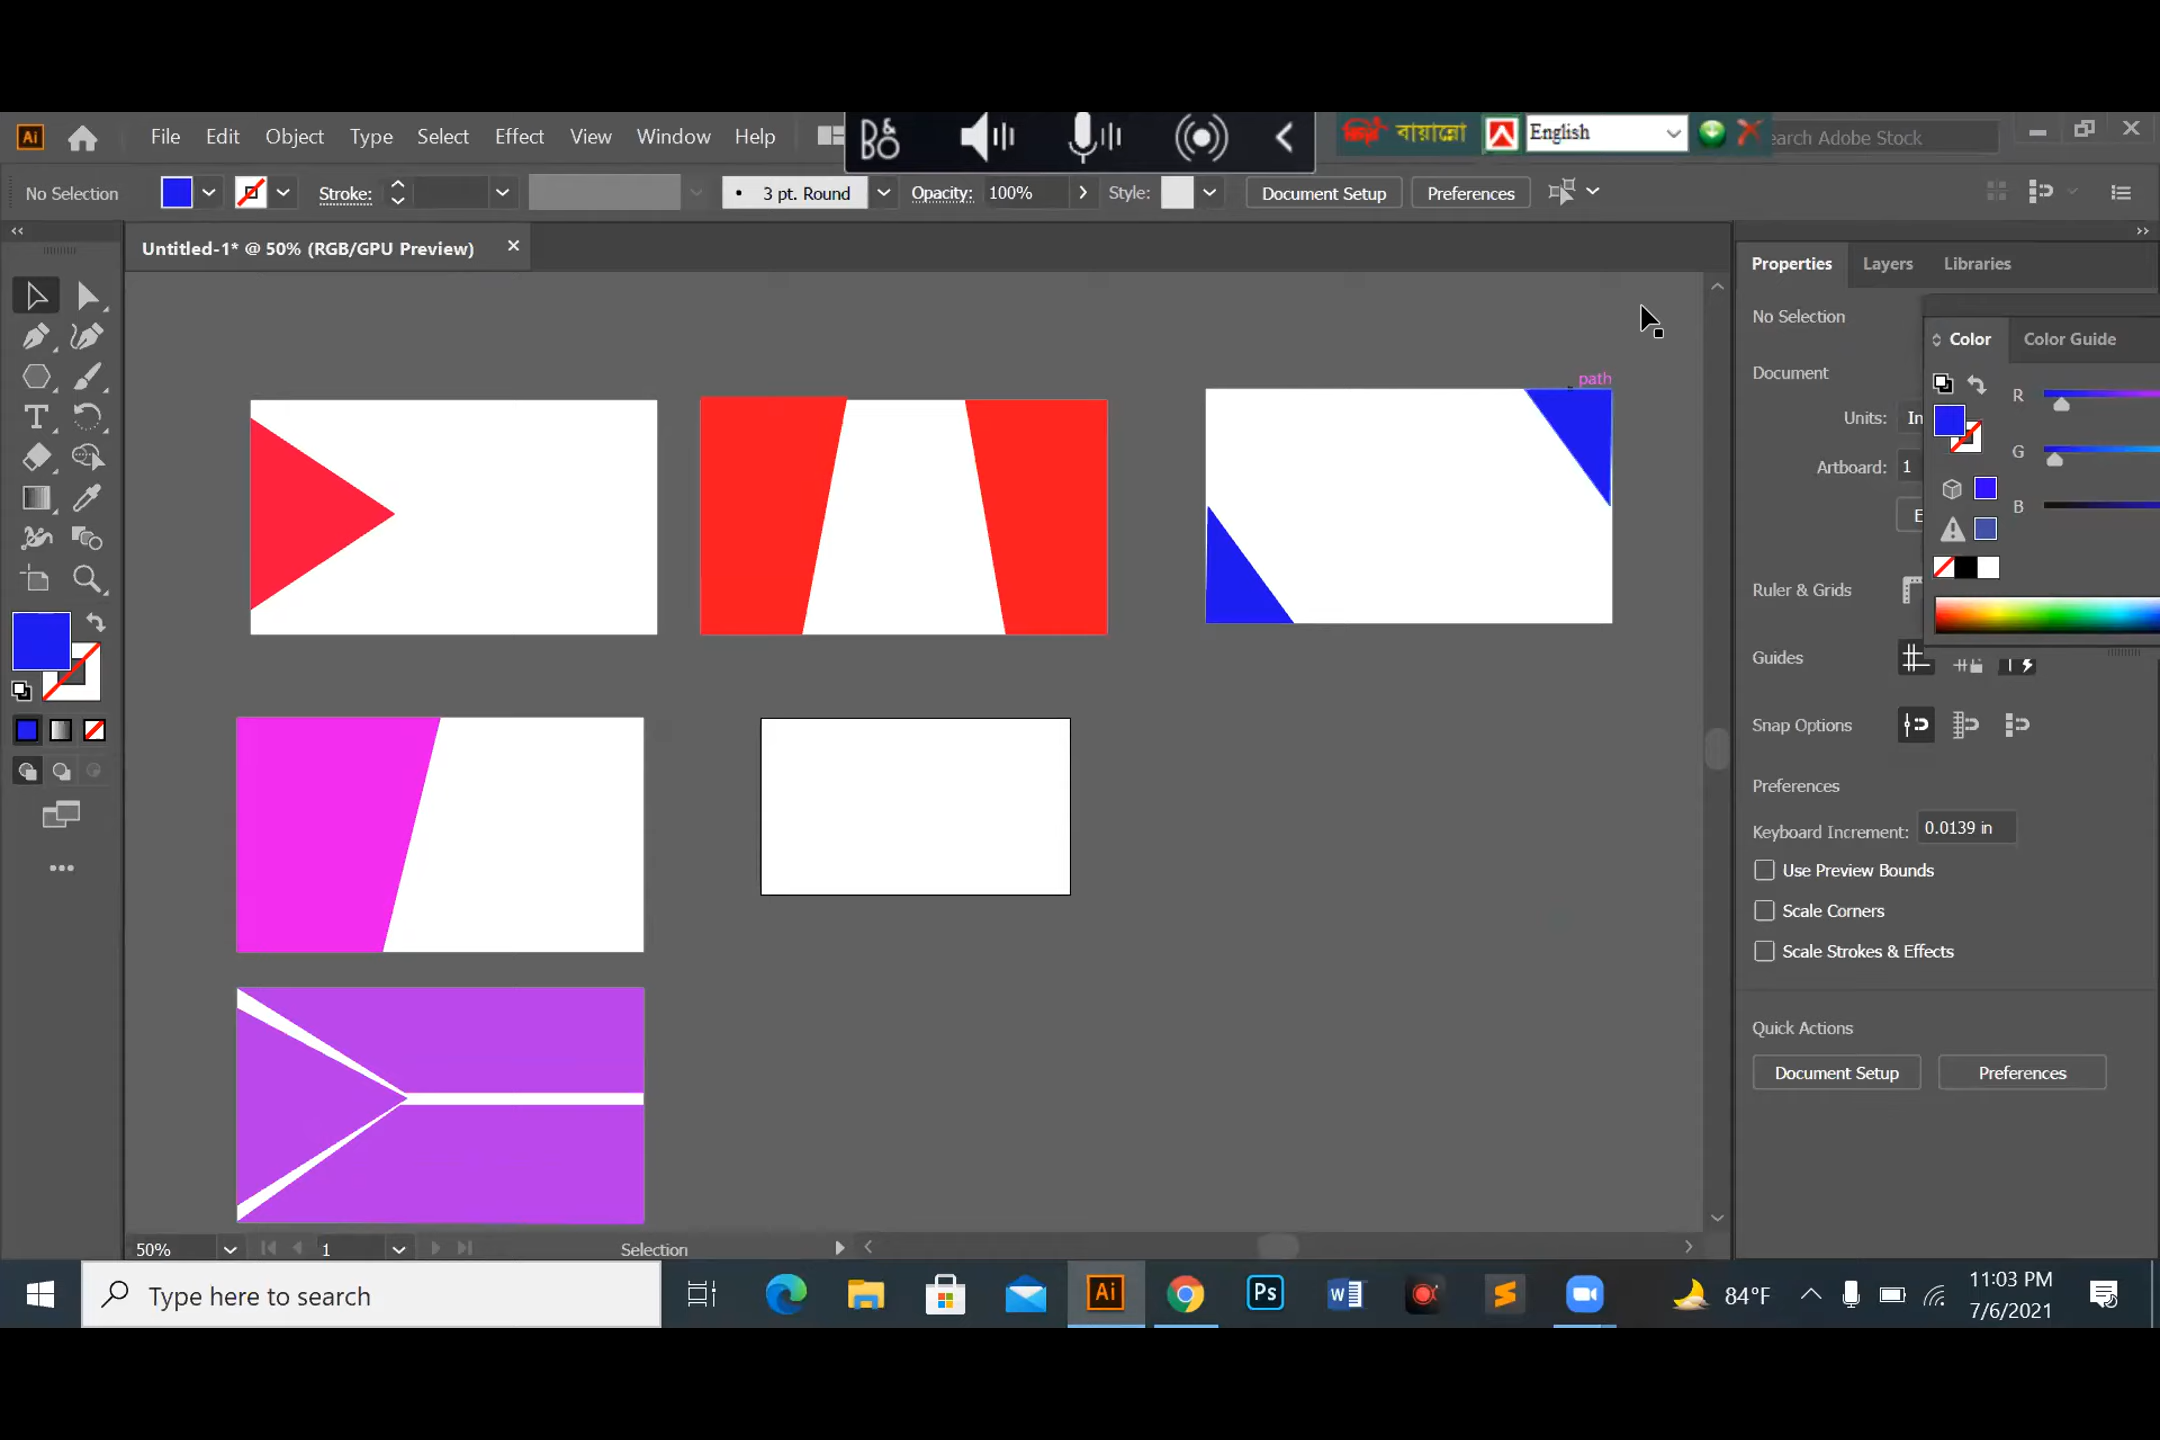 Ai File Edit Object Type Select Effect View Window Help
বায়ান্নো English earch Adobe Stock
No Selection Stroke: 3 pt. Round Opacity: 100% Style: Document Setup Preferences
Untitled-1* @ 50% (RGB/GPU Preview)
Properties Layers Libraries
No Selection
Color Color Guide
Document
R
Units: In
G
Artboard: 1
B
E
Ruler & Grids
Guides
Snap Options
Preferences
Keyboard Increment: 0.0139 in
Use Preview Bounds
Scale Corners
Scale Strokes & Effects
Quick Actions
Document Setup Preferences
path
T
50% 1 Selection
Type here to search
Ai Ps W
84°F
11:03 PM
7/6/2021